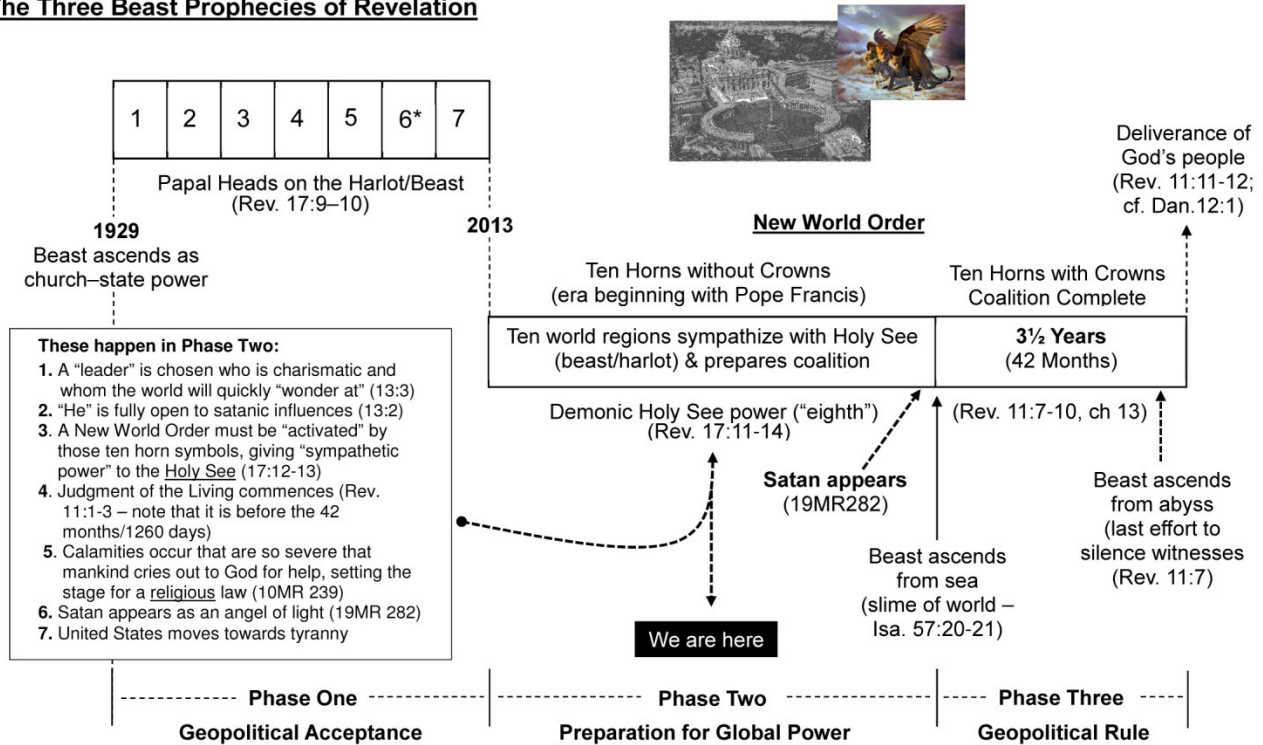 The Three Beast Prophecies of Revelation
1 2 3 4 5 6* 7
Papal Heads on the Harlot/Beast
(Rev. 17:9–10)
1929
Beast ascends as
church–state power
2013
New World Order
Ten Horns without Crowns
(era beginning with Pope Francis)
Ten Horns with Crowns
Coalition Complete
Deliverance of
God's people
(Rev. 11:11-12;
cf. Dan.12:1)
Ten world regions sympathize with Holy See
(beast/harlot) & prepares coalition
3½ Years
(42 Months)
These happen in Phase Two:
1. A “leader” is chosen who is charismatic and
whom the world will quickly “wonder at” (13:3)
2. “He” is fully open to satanic influences (13:2)
3. A New World Order must be “activated” by
those ten horn symbols, giving “sympathetic
power” to the Holy See (17:12-13)
4. Judgment of the Living commences (Rev.
11:1-3 – note that it is before the 42
months/1260 days)
5. Calamities occur that are so severe that
mankind cries out to God for help, setting the
stage for a religious law (10MR 239)
6. Satan appears as an angel of light (19MR 282)
7. United States moves towards tyranny
Demonic Holy See power (“eighth”)
(Rev. 17:11-14)
(Rev. 11:7-10, ch 13)
Satan appears
(19MR282)
Beast ascends
from sea
(slime of world –
Isa. 57:20-21)
Beast ascends
from abyss
(last effort to
silence witnesses
(Rev. 11:7)
We are here
Phase One
Geopolitical Acceptance
Phase Two
Preparation for Global Power
Phase Three
Geopolitical Rule